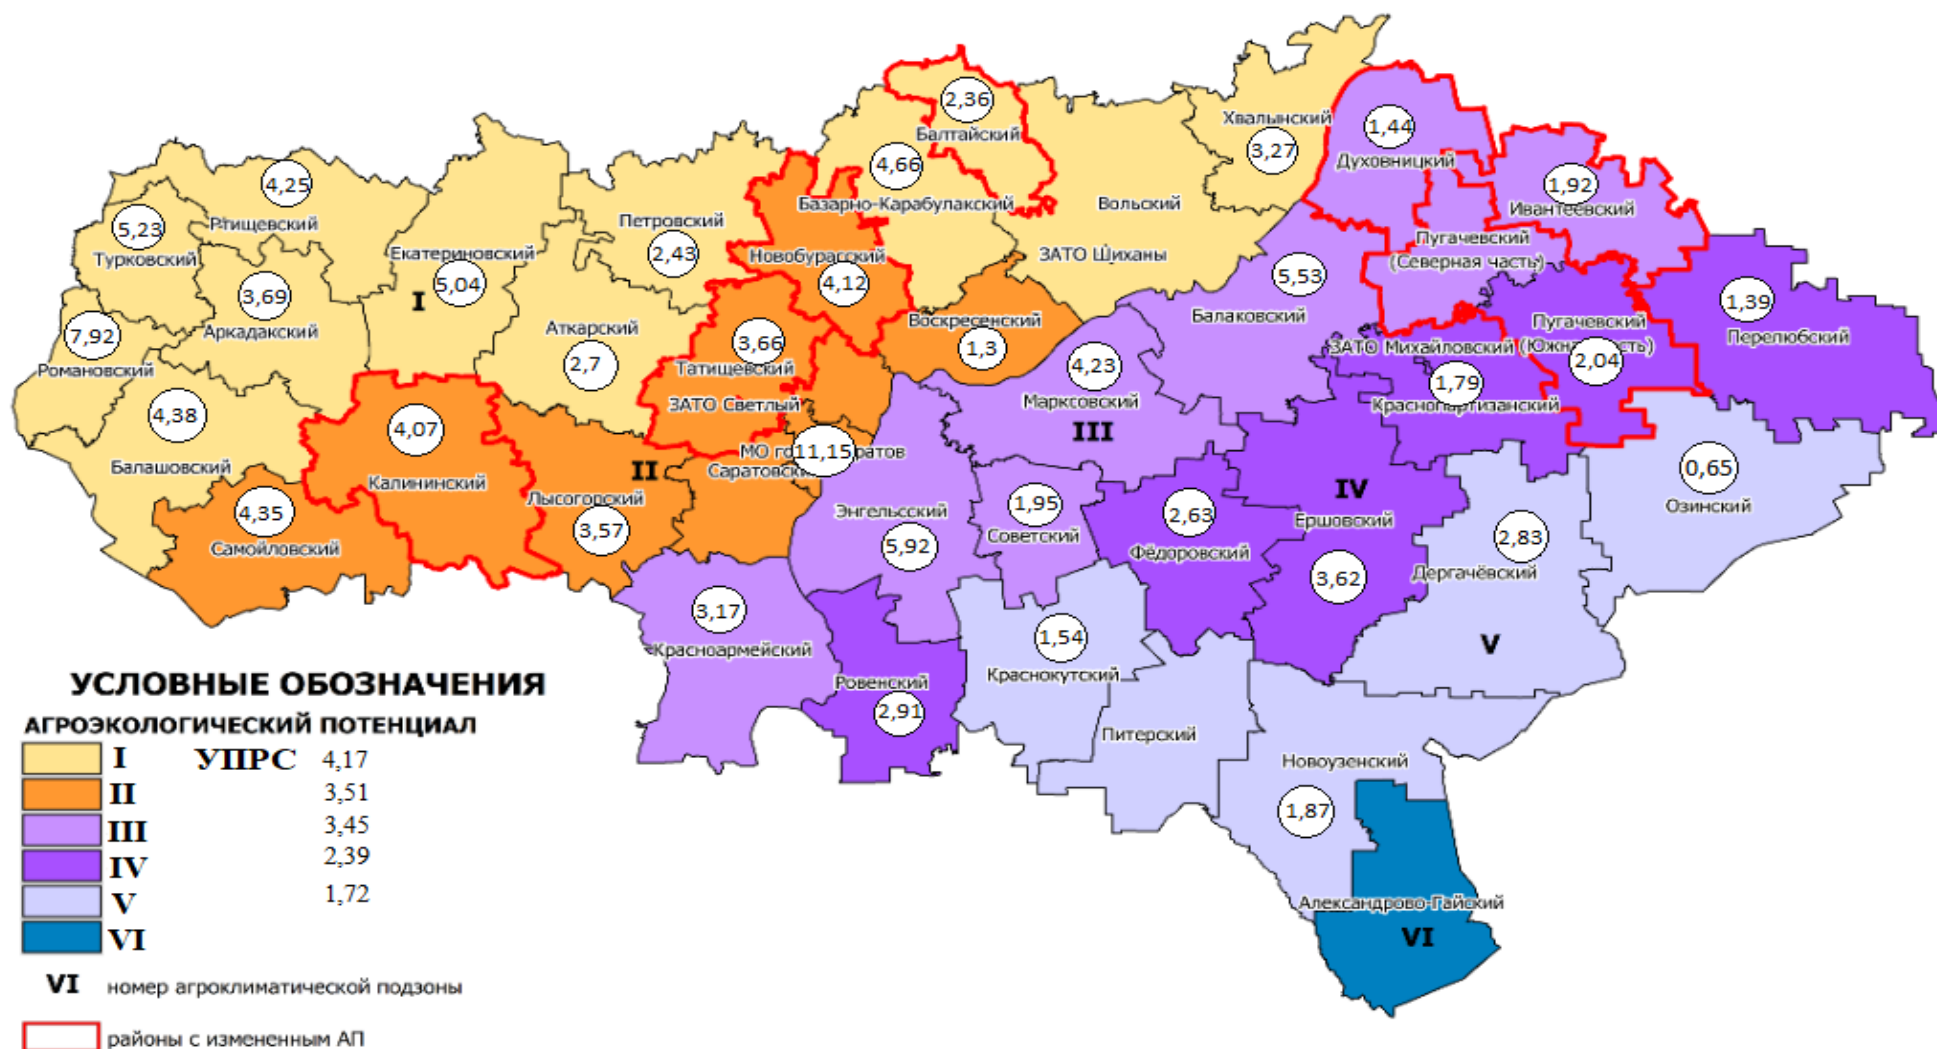 2,36
Балтайский
Хвалынский
3,27
1,44
Духовницкий
4,66
Базарно-Карабулакский
Вольский
ЗАТО Шиханы
1,92
Ивантеевский
4,25
Ртищевский
5,23
Турковский
Петровский
2,43
Новобурасский
4,12
Екатериновский
5,04
I
3,69
Аркадакский
Пугачевский
(Северная часть)
5,53
Балаковский
1,39
Перелюбский
7,92
Романовский
Аткарский
2,7
3,66
Татищевский
ЗАТО Светлый
Воскресенский
1,3
4,23
Марксовский
III
ЗАТО Михайловский
Пугачевский
2,04
1,79
Краснопартизанский
4,38
Балашовский
4,07
Калининский
II
11,15
4,35
Самойловский
Лысогорский
3,57
Энгельсский
5,92
1,95
Советский
2,63
Фёдоровский
IV
Ершовский
3,62
2,83
Дергачёвский
0,65
Озинский
3,17
Красноармейский
Ровенский
2,91
1,54
Краснокутский
Питерский
V
Новоузенский
1,87
Александрово-Гайский
VI
УСЛОВНЫЕ ОБОЗНАЧЕНИЯ
АГРОЭКОЛОГИЧЕСКИЙ ПОТЕНЦИАЛ
I УПРС 4,17
II 3,51
III 3,45
IV 2,39
V 1,72
VI
VI номер агроклиматической подзоны
районы с измененным АП